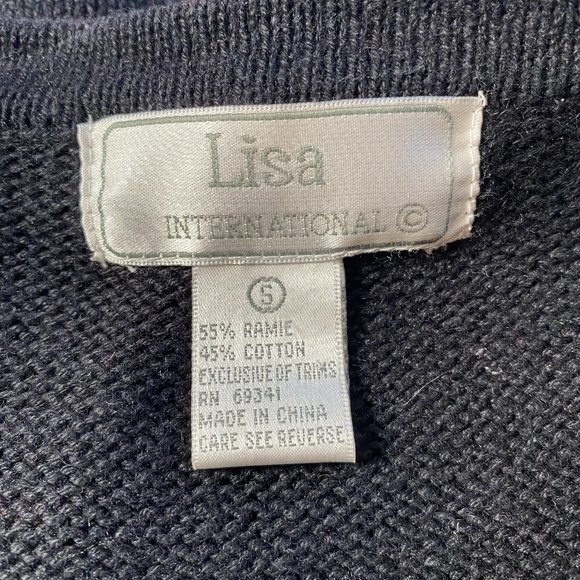 Lisa
INTERNATIONAL ©
S
55% RAMIE
45% COTTON
EXCLUSIVE OF TRIMS
RN 69341
MADE IN CHINA
CARE SEE REVERSE